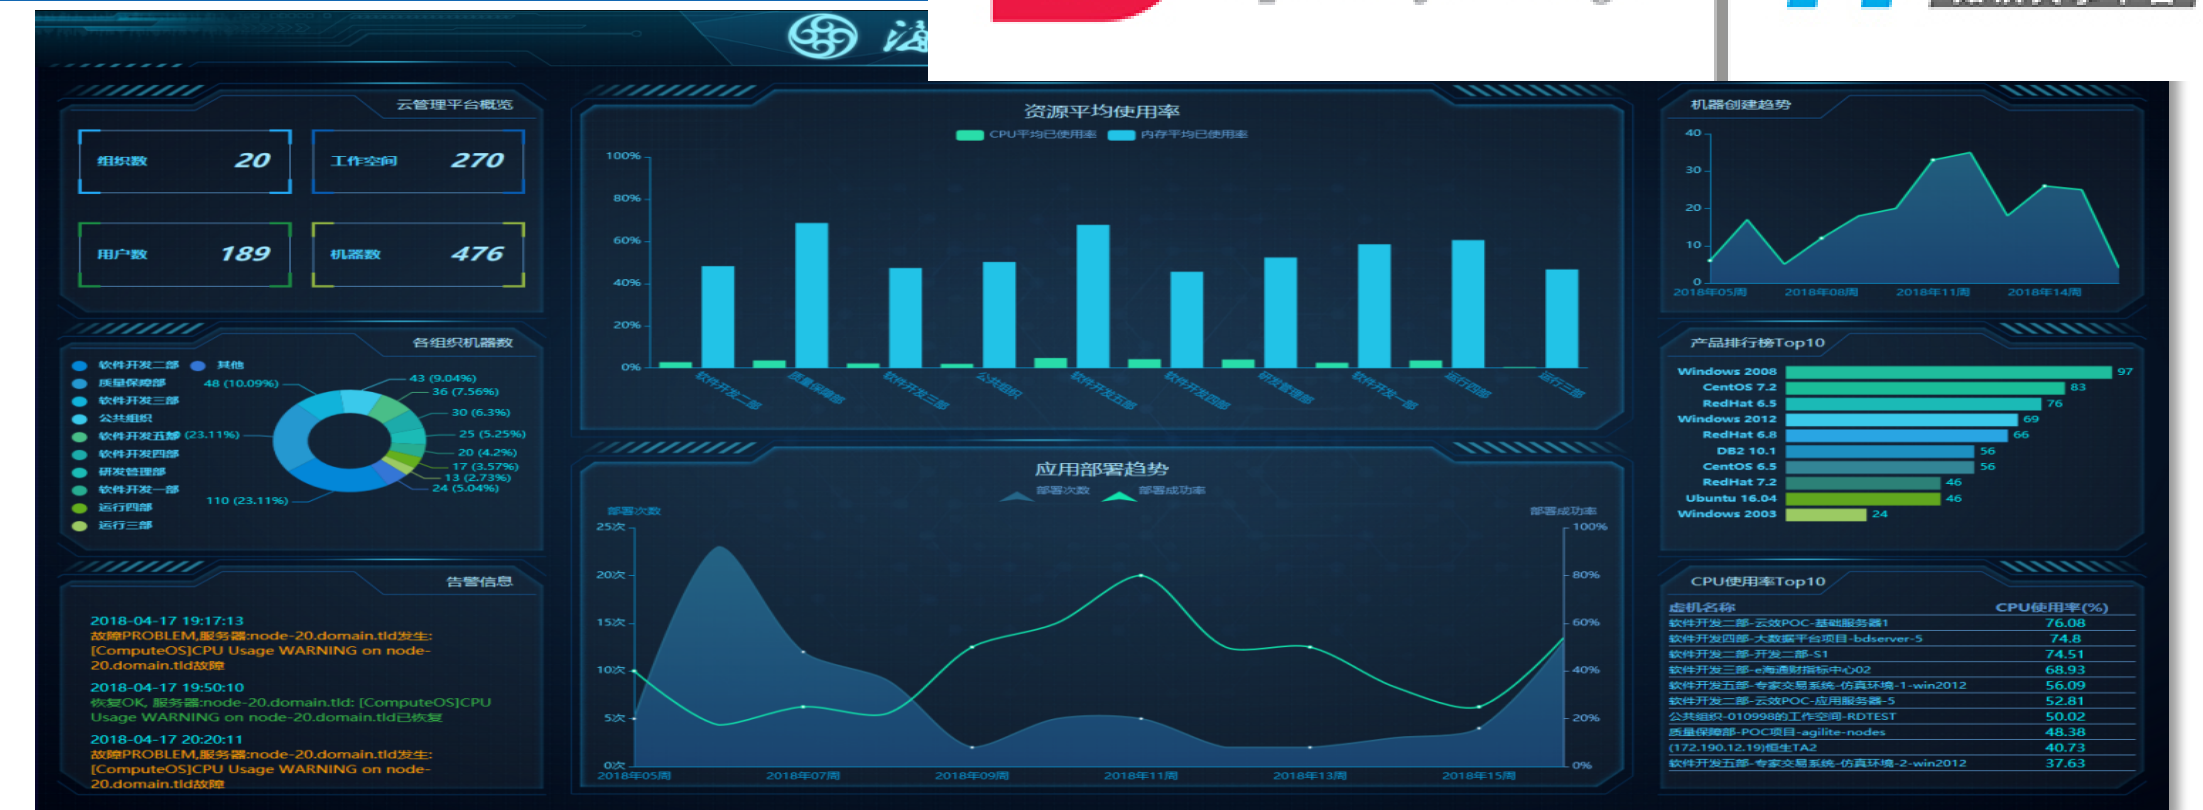 海
云管理平台概览
组织数 20 工作空间 270
用户数 189 机器数 476
各组织机器数
软件开发二部 其他
质量保障部
软件开发三部
公共组织
软件开发五部
软件开发四部
研发管理部
软件开发一部
运行四部
运行三部
48 (10.09%)
(23.11%)
110 (23.11%)
43 (9.04%)
36 (7.56%)
30 (6.3%)
25 (5.25%)
20 (4.2%)
17 (3.57%)
13 (2.73%)
24 (5.04%)
告警信息
2018-04-17 19:17:13
故障PROBLEM,服务器:node-20.domain.tld发生:
[ComputeOS]CPU Usage WARNING on node-
20.domain.tld故障
2018-04-17 19:50:10
恢复OK, 服务器:node-20.domain.tld: [ComputeOS]CPU
Usage WARNING on node-20.domain.tld已恢复
2018-04-17 20:20:11
故障PROBLEM,服务器:node-20.domain.tld发生:
[ComputeOS]CPU Usage WARNING on node-
20.domain.tld故障
资源平均使用率
CPU平均已使用率 内存平均已使用率
100%
80%
60%
40%
20%
0%
软件开发二部 质量保障部 软件开发三部 公共组织 软件开发五部 软件开发四部 研发管理部 软件开发一部 运行四部 运行三部
应用部署趋势
部署次数 部署成功率
部署次数 部署成功率
25次 100%
20次 80%
15次 60%
10次 40%
5次 20%
0次 0%
2018年05周 2018年07周 2018年09周 2018年11周 2018年13周 2018年15周
机器创建趋势
40
30
20
10
0
2018年05周 2018年08周 2018年11周 2018年14周
产品排行榜Top10
Windows 2008 97
CentOS 7.2 83
RedHat 6.5 76
Windows 2012 69
RedHat 6.8 66
DB2 10.1 56
CentOS 6.5 56
RedHat 7.2 46
Ubuntu 16.04 46
Windows 2003 24
CPU使用率Top10
虚机名称 CPU使用率(%)
软件开发二部-云效POC-基础服务器1 76.08
软件开发四部-大数据平台项目-bdserver-5 74.8
软件开发二部-开发二部-S1 74.51
软件开发三部-e海通财指标中心02 68.93
软件开发五部-专家交易系统-仿真环境-1-win2012 56.09
软件开发二部-云效POC-应用服务器-5 52.81
公共组织-010998的工作空间-RDTEST 50.02
质量保障部-POC项目-agilite-nodes 48.38
(172.190.12.19)恒生TA2 40.73
软件开发五部-专家交易系统-仿真环境-2-win2012 37.63